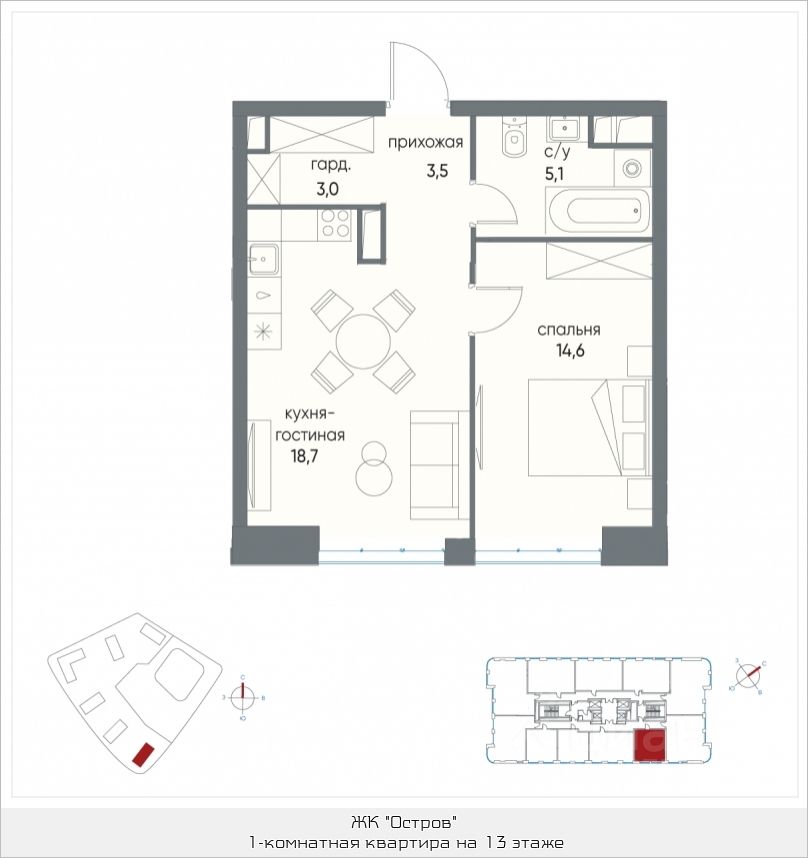 прихожая
3,5
гард.
3,0
с/у
5,1
спальня
14,6
кухня-
гостиная
18,7
С
З
В
Ю
З
С
Ю
В
ЖК "Остров"
1-комнатная квартира на 13 этаже